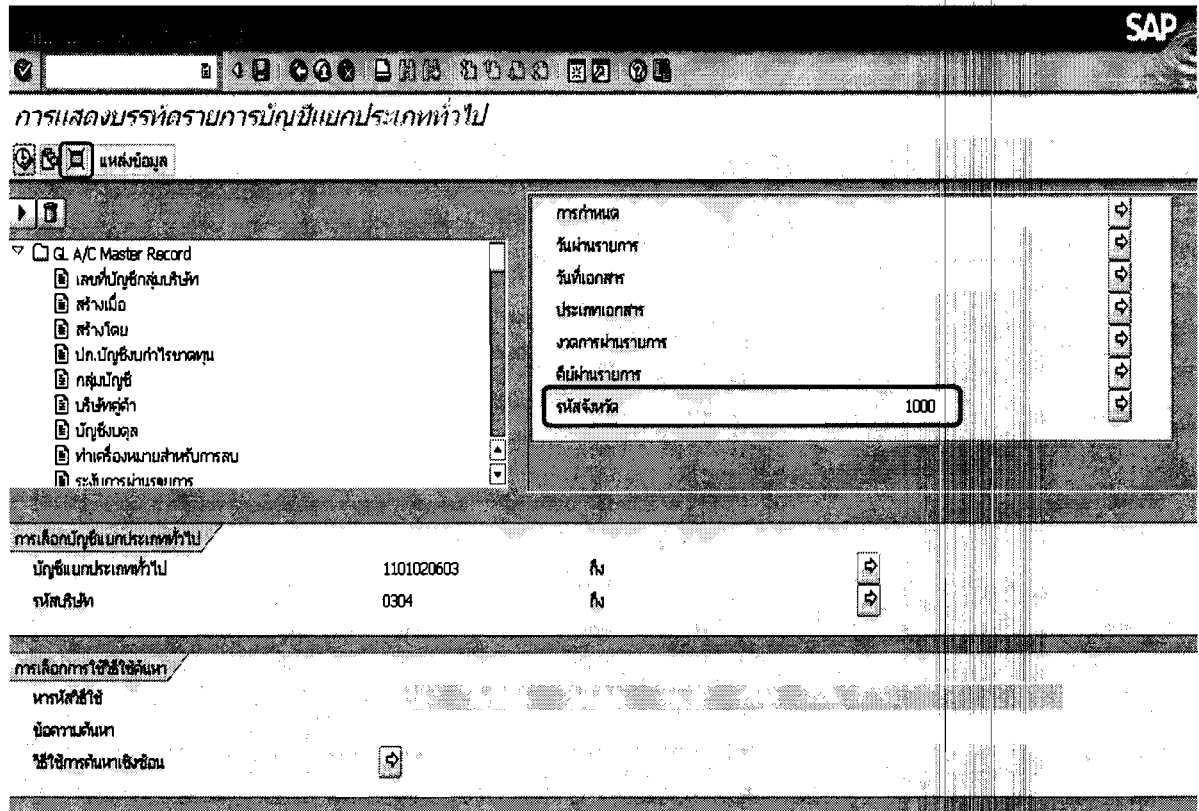 SAP
การแสดงบรรทัดรายการบัญชีแยกประเภททั่วไป
แหล่งข้อมูล
GL A/C Master Record
เลขที่บัญชีกลุ่มบริษัท
สร้างเมื่อ
สร้างโดย
ปก.บัญชีงบกำไรขาดทุน
กลุ่มบัญชี
บริษัทคู่ค้า
บัญชีงบดุล
ทำเครื่องหมายสำหรับการลบ
ระงับการผ่านรายการ
การกำหนด
วันผ่านรายการ
วันที่เอกสาร
ประเภทเอกสาร
งวดการผ่านรายการ
คีย์ผ่านรายการ
รหัสจังหวัด 1000
การเลือกบัญชีแยกประเภททั่วไป
บัญชีแยกประเภททั่วไป 1101020603 ถึง
รหัสบริษัท 0304 ถึง
การเลือกการใช้วิธีใช้ค้นหา
หารหัสวิธีใช้
ข้อความค้นหา
วิธีใช้การค้นหาเชิงซ้อน